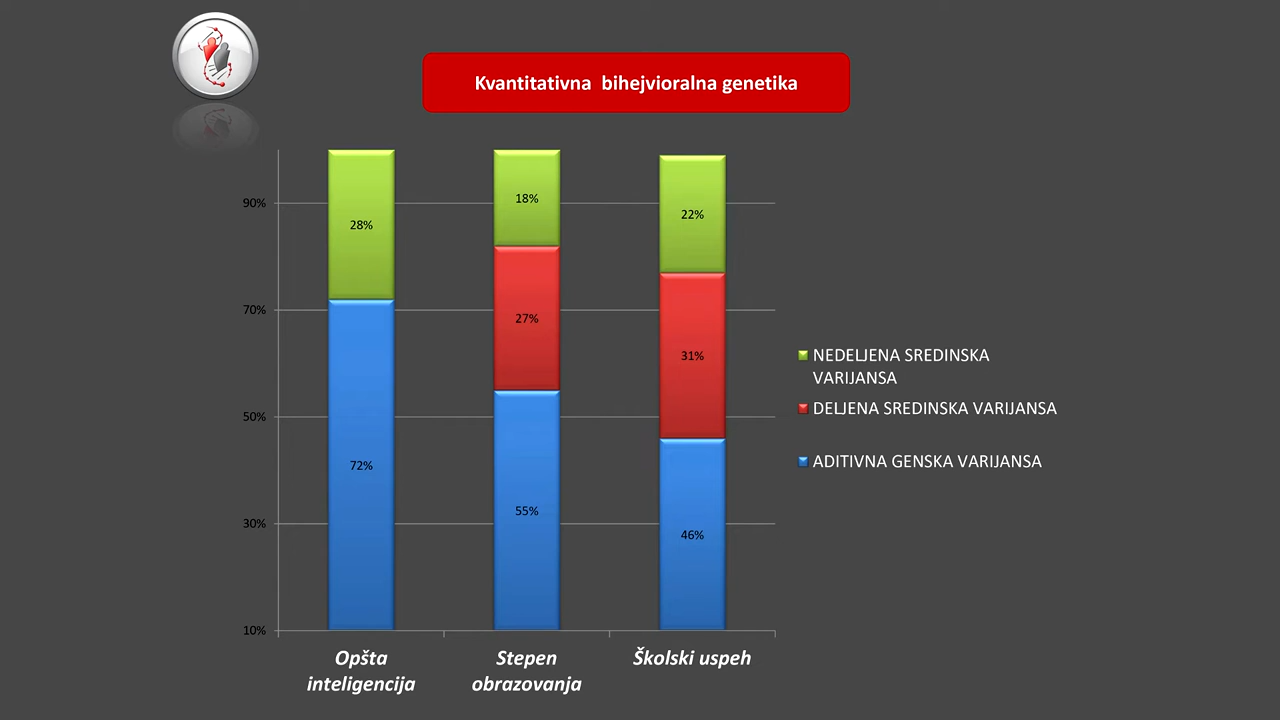 Kvantitativna  bihejvioralna genetika
90%
70%
50%
30%
10%
28%
72%
18%
27%
55%
22%
31%
46%
NEDELJENA SREDINSKA
VARIJANSA
DELJENA SREDINSKA VARIJANSA
ADITIVNA GENSKA VARIJANSA
Opšta
inteligencija
Stepen
obrazovanja
Školski uspeh